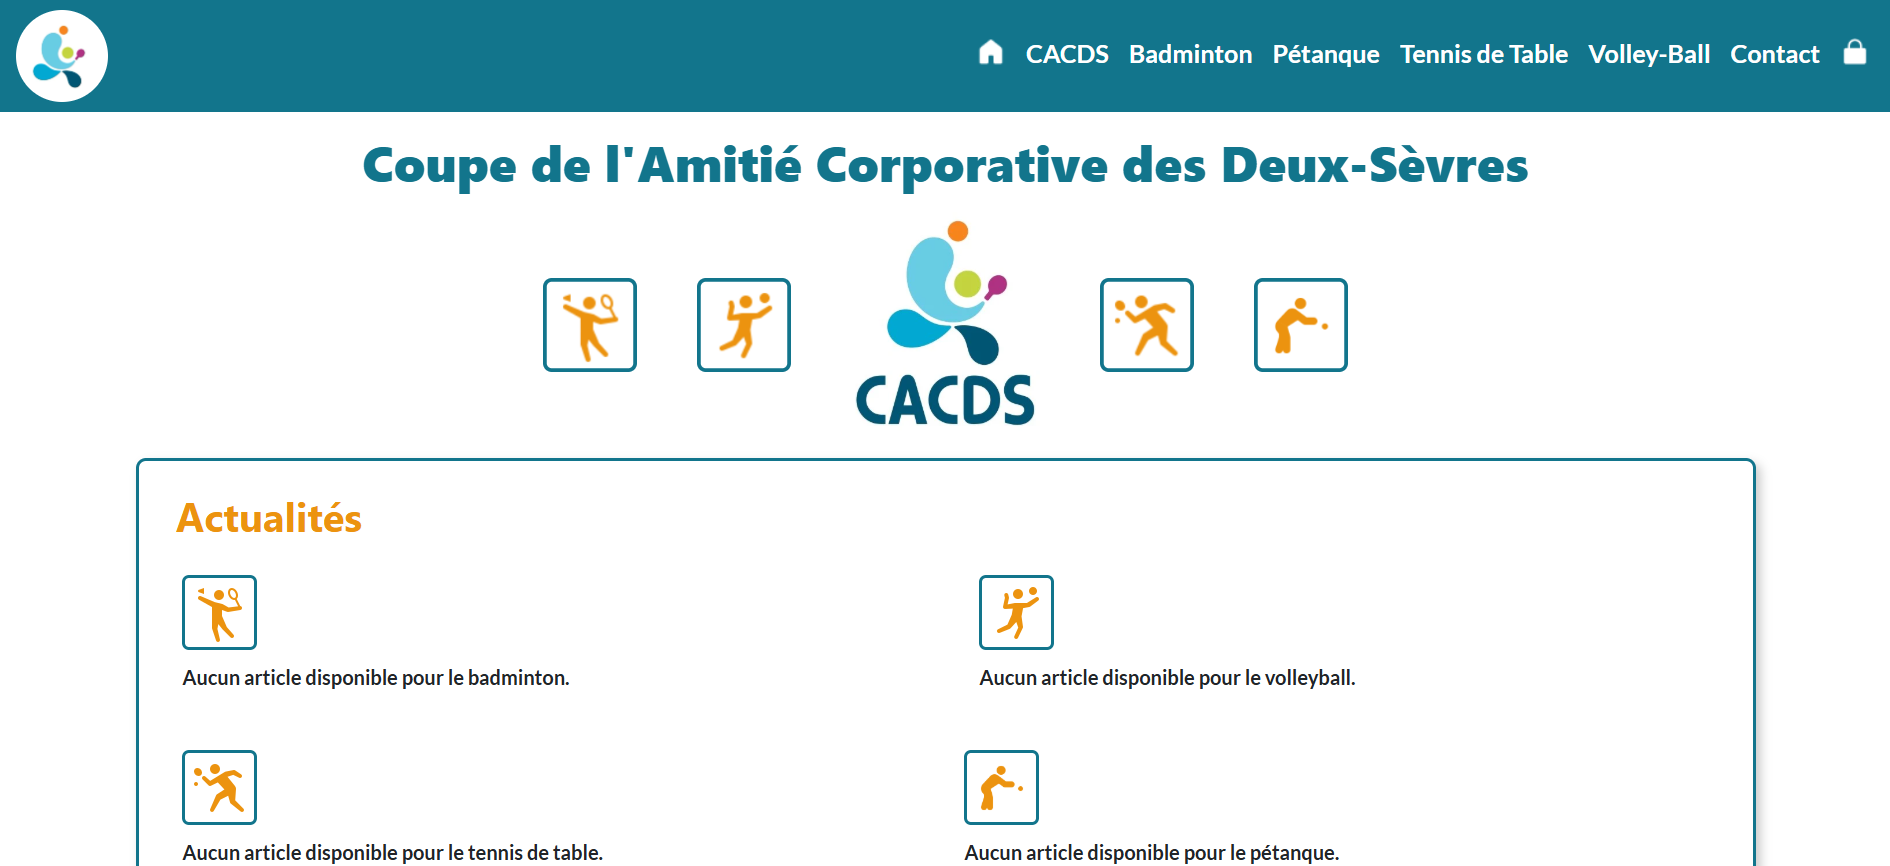 CACDS Badminton Pétanque Tennis de Table Volley-Ball Contact
Coupe de l'Amitié Corporative des Deux-Sèvres
CACDS
Actualités
Aucun article disponible pour le badminton.
Aucun article disponible pour le volleyball.
Aucun article disponible pour le tennis de table.
Aucun article disponible pour le pétanque.